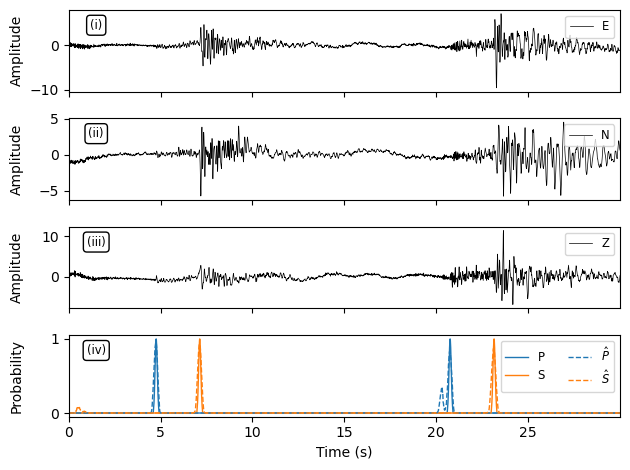 (i)
E
Amplitude
0
−10
(ii)
N
Amplitude
5
0
−5
(iii)
Z
Amplitude
10
0
(iv)
P
S
P̂
Ŝ
Probability
1
0
0 5 10 15 20 25
Time (s)